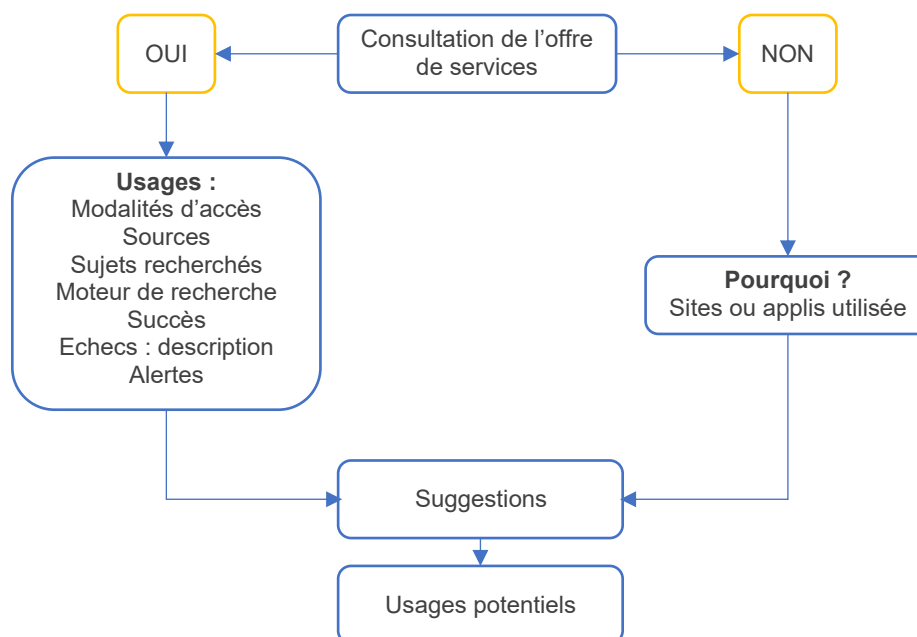 OUI
Consultation de l’offre
de services
NON
Usages :
Modalités d’accès
Sources
Sujets recherchés
Moteur de recherche
Succès
Echecs : description
Alertes
Pourquoi ?
Sites ou applis utilisée
Suggestions
Usages potentiels